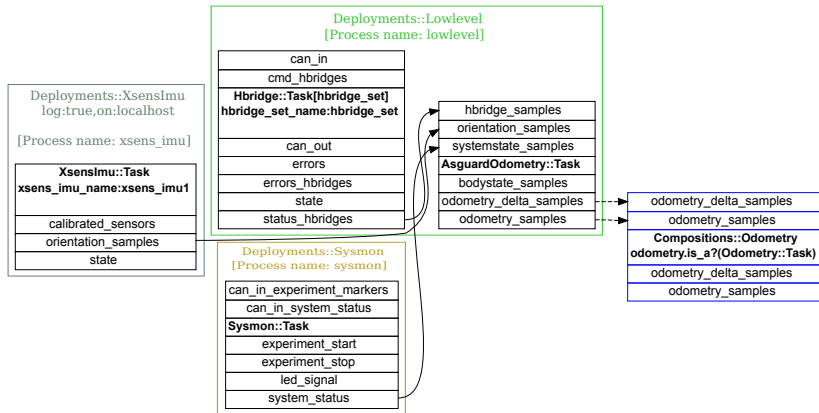 Deployments::Lowlevel
[Process name: lowlevel]
can_in
cmd_hbridges
Hbridge::Task[hbridge_set]
hbridge_set_name:hbridge_set
can_out
errors
errors_hbridges
state
status_hbridges
hbridge_samples
orientation_samples
systemstate_samples
AsguardOdometry::Task
bodystate_samples
odometry_delta_samples
odometry_samples
Deployments::XsensImu
log:true,on:localhost
[Process name: xsens_imu]
XsensImu::Task
xsens_imu_name:xsens_imu1
calibrated_sensors
orientation_samples
state
Deployments::Sysmon
[Process name: sysmon]
can_in_experiment_markers
can_in_system_status
Sysmon::Task
experiment_start
experiment_stop
led_signal
system_status
odometry_delta_samples
odometry_samples
Compositions::Odometry
odometry.is_a?(Odometry::Task)
odometry_delta_samples
odometry_samples